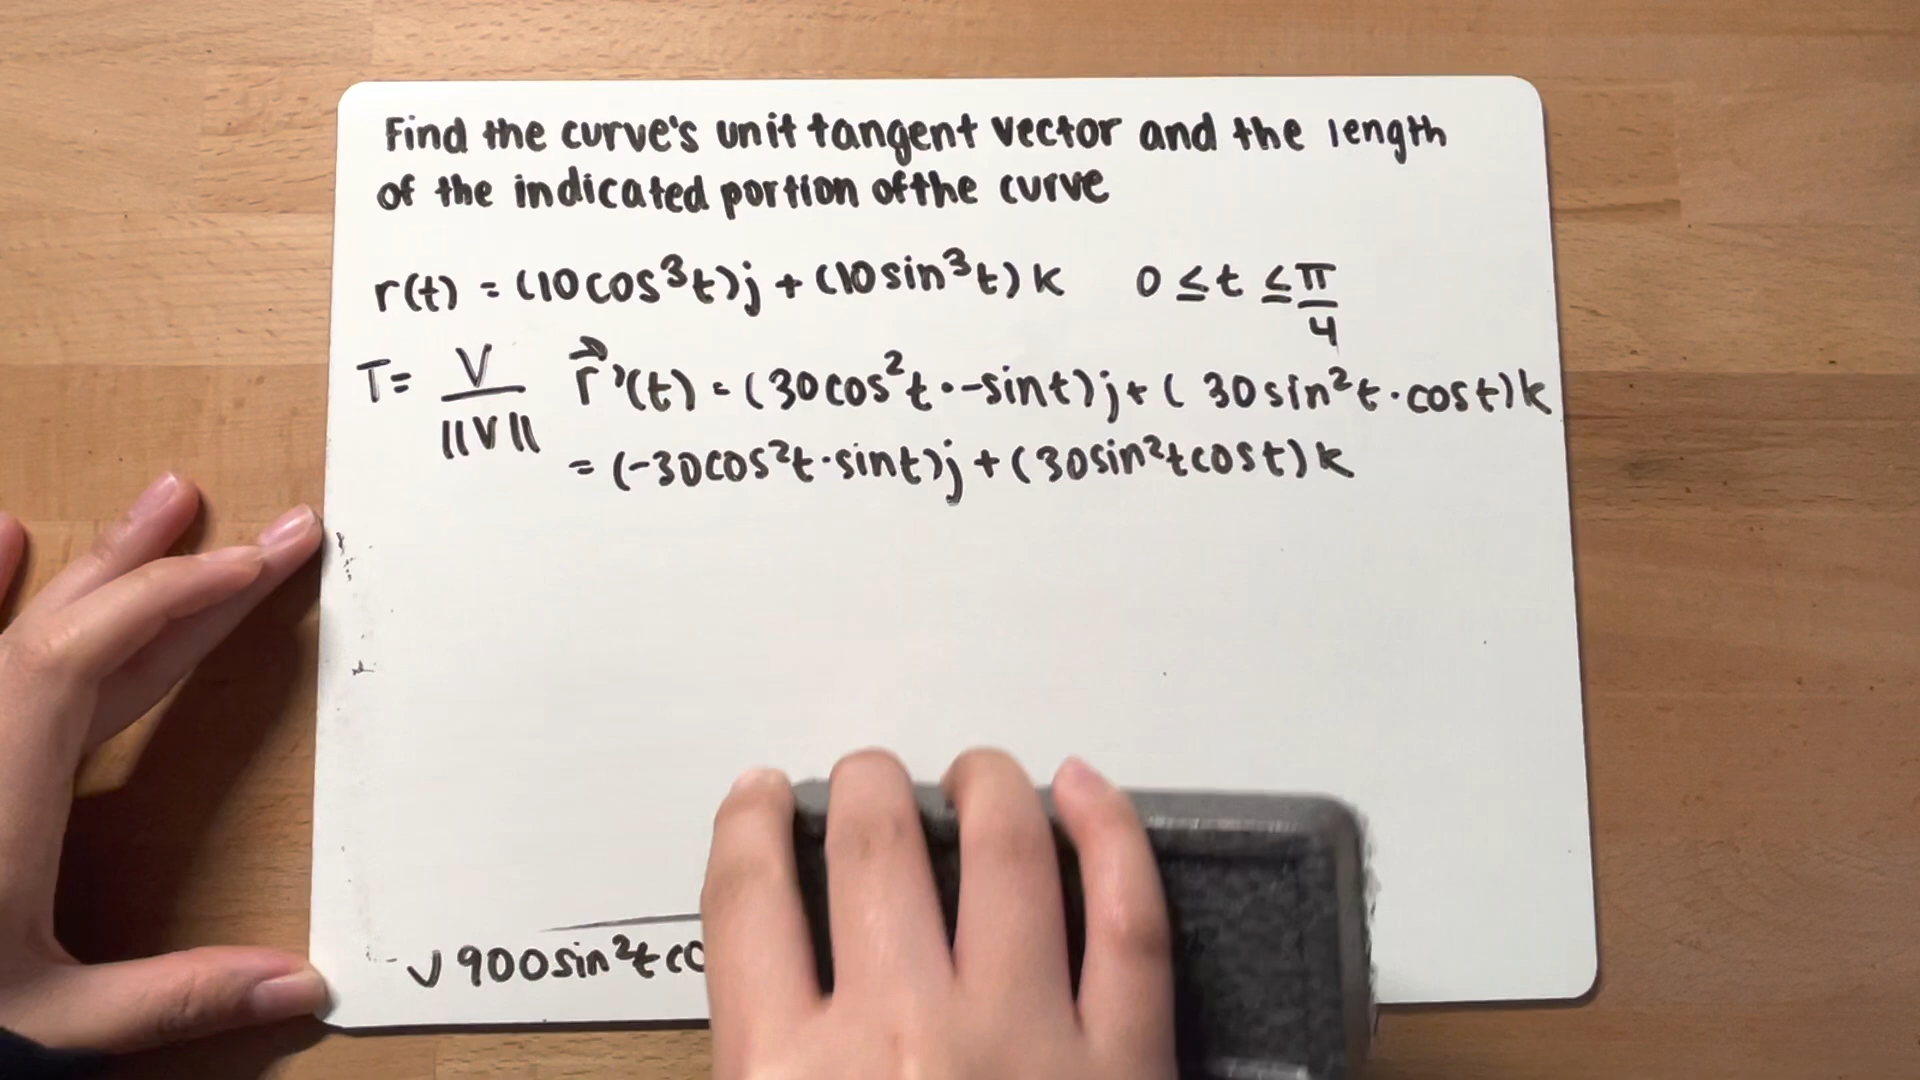 Find the curve's unit tangent vector and the length
of the indicated portion of the curve
r(t) = (10cos³t)j + (10sin³t)k 0 ≤ t ≤ π/4
T = V/||V|| r⃗'(t) = (30cos²t·-sint)j + (30sin²t·cost)k
= (-30cos²t·sint)j + (30sin²tcost)k
√900sin²t